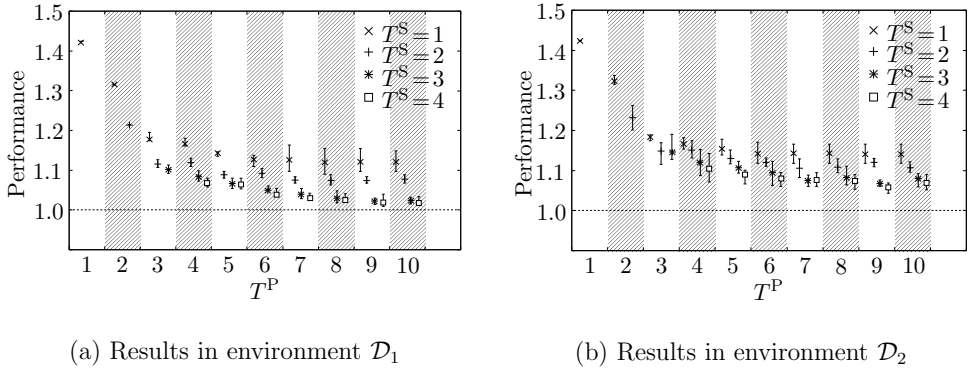 1.5
1.4
1.3
1.2
1.1
1.0
Performance
T^S = 1
T^S = 2
T^S = 3
T^S = 4
1 2 3 4 5 6 7 8 9 10
T^P
(a) Results in environment 𝒟₁
1.5
1.4
1.3
1.2
1.1
1.0
Performance
T^S = 1
T^S = 2
T^S = 3
T^S = 4
1 2 3 4 5 6 7 8 9 10
T^P
(b) Results in environment 𝒟₂